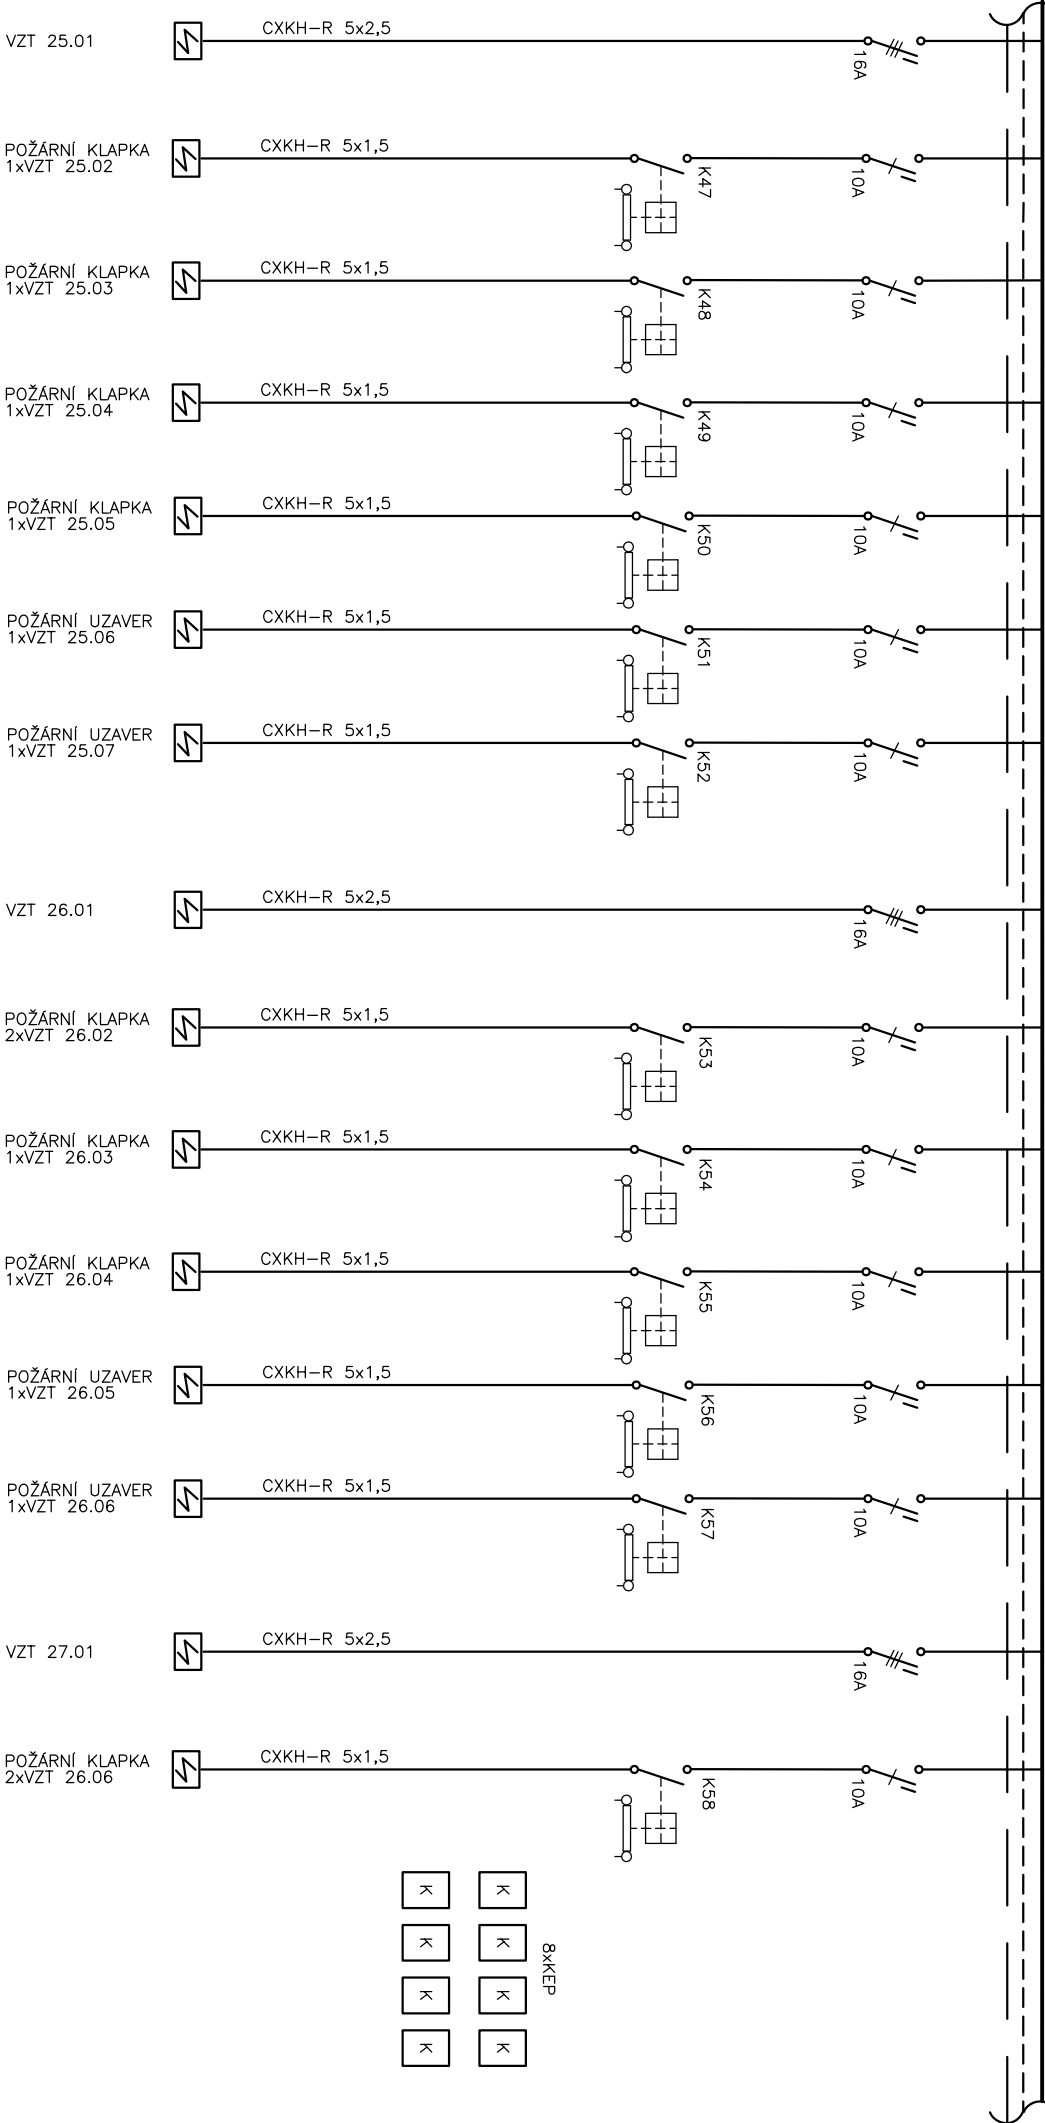 VZT 25.01
CXKH-R 5x2,5
16A
POŽÁRNÍ KLAPKA
1xVZT 25.02
CXKH-R 5x1,5
K47
10A
POŽÁRNÍ KLAPKA
1xVZT 25.03
CXKH-R 5x1,5
K48
10A
POŽÁRNÍ KLAPKA
1xVZT 25.04
CXKH-R 5x1,5
K49
10A
POŽÁRNÍ KLAPKA
1xVZT 25.05
CXKH-R 5x1,5
K50
10A
POŽÁRNÍ UZAVER
1xVZT 25.06
CXKH-R 5x1,5
K51
10A
POŽÁRNÍ UZAVER
1xVZT 25.07
CXKH-R 5x1,5
K52
10A
VZT 26.01
CXKH-R 5x2,5
16A
POŽÁRNÍ KLAPKA
2xVZT 26.02
CXKH-R 5x1,5
K53
10A
POŽÁRNÍ KLAPKA
1xVZT 26.03
CXKH-R 5x1,5
K54
10A
POŽÁRNÍ KLAPKA
1xVZT 26.04
CXKH-R 5x1,5
K55
10A
POŽÁRNÍ UZAVER
1xVZT 26.05
CXKH-R 5x1,5
K56
10A
POŽÁRNÍ UZAVER
1xVZT 26.06
CXKH-R 5x1,5
K57
10A
VZT 27.01
CXKH-R 5x2,5
16A
POŽÁRNÍ KLAPKA
2xVZT 26.06
CXKH-R 5x1,5
K58
10A
K K
K K
K K
K K
8xKEP